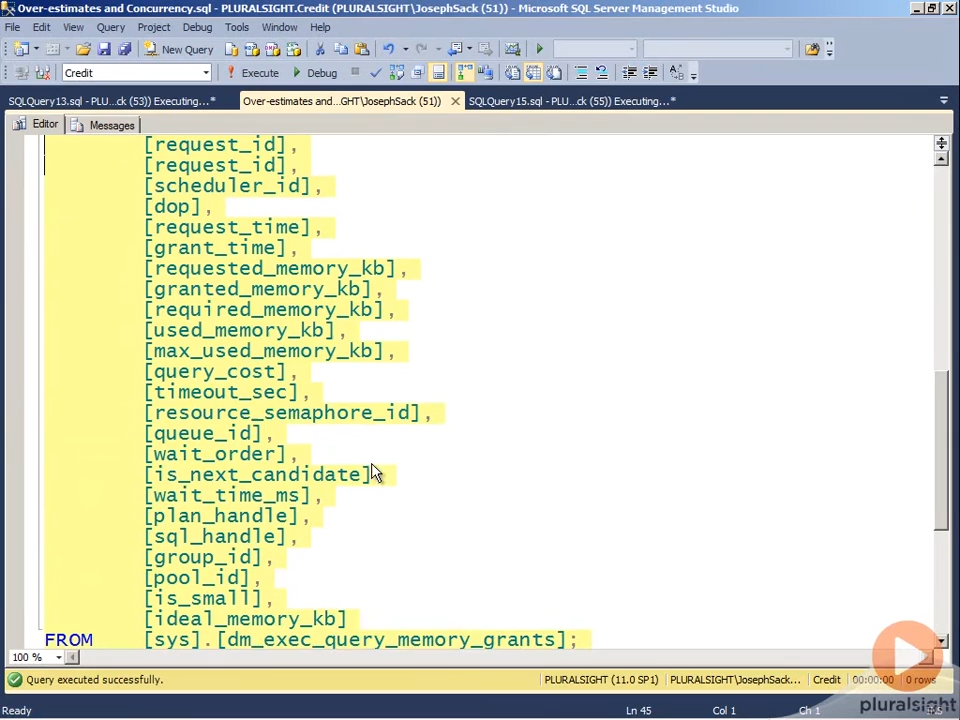 Over-estimates and Concurrency.sql - PLURALSIGHT.Credit (PLURALSIGHT\JosephSack (51)) - Microsoft SQL Server Management Studio
File Edit View Query Project Debug Tools Window Help
New Query
Credit Execute Debug
SQLQuery13.sql - PLU...ck (53)) Executing...* Over-estimates and...GHT\JosephSack (51)) SQLQuery15.sql - PLU...ck (55)) Executing...*
Editor Messages
[request_id],
[request_id],
[scheduler_id],
[dop],
[request_time],
[grant_time],
[requested_memory_kb],
[granted_memory_kb],
[required_memory_kb],
[used_memory_kb],
[max_used_memory_kb],
[query_cost],
[timeout_sec],
[resource_semaphore_id],
[queue_id],
[wait_order],
[is_next_candidate],
[wait_time_ms],
[plan_handle],
[sql_handle],
[group_id],
[pool_id],
[is_small],
[ideal_memory_kb]
FROM [sys].[dm_exec_query_memory_grants];
100 %
Query executed successfully. PLURALSIGHT (11.0 SP1) PLURALSIGHT\JosephSack... Credit 00:00:00 0 rows
pluralsight
Ready Ln 45 Col 1 Ch 1